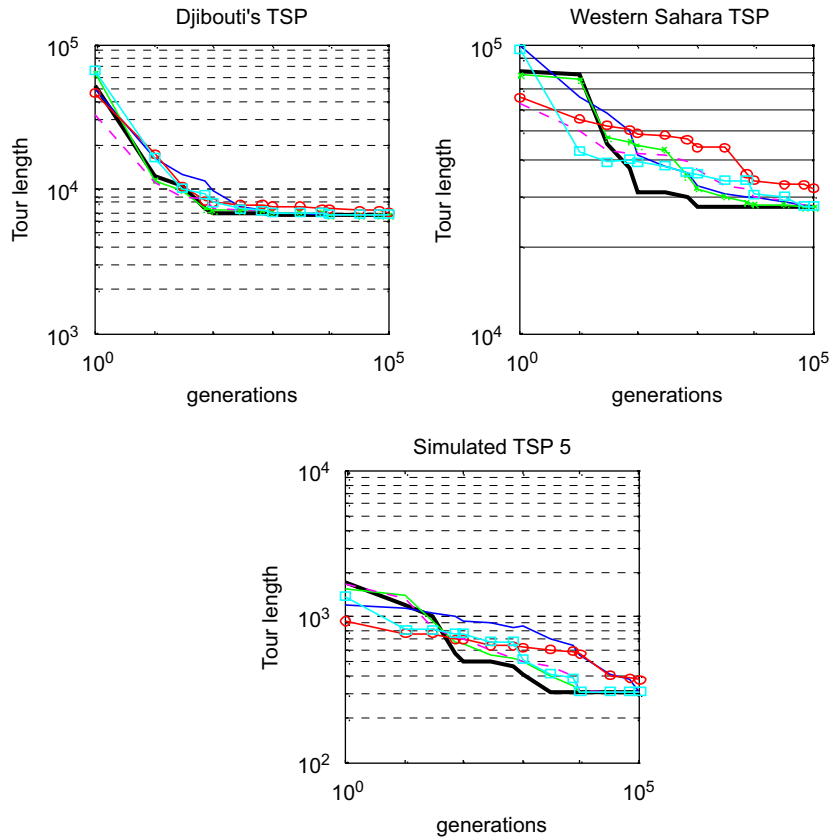 Djibouti's TSP
10^5
10^4
10^3
Tour length
10^0
10^5
generations
Western Sahara TSP
10^5
10^4
Tour length
10^0
10^5
generations
Simulated TSP 5
10^4
10^3
10^2
Tour length
10^0
10^5
generations